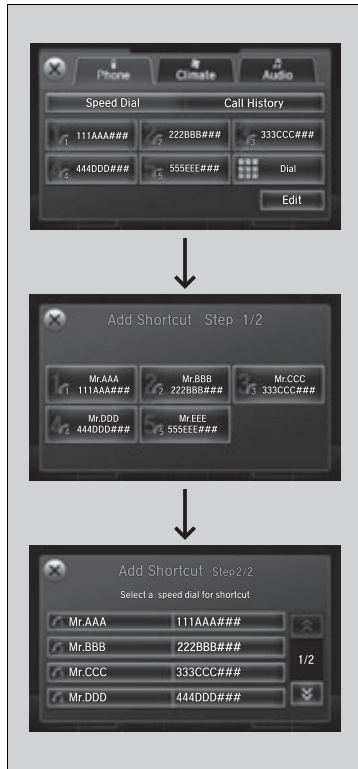 Phone Climate Audio
Speed Dial Call History
1 111AAA### 2 222BBB### 3 333CCC###
4 444DDD### 5 555EEE### Dial
Edit
Add Shortcut Step 1/2
Mr.AAA Mr.BBB Mr.CCC
1 111AAA### 2 222BBB### 3 333CCC###
Mr.DDD Mr.EEE
4 444DDD### 5 555EEE###
Add Shortcut Step2/2
Select a speed dial for shortcut
Mr.AAA 111AAA###
Mr.BBB 222BBB###
1/2
Mr.CCC 333CCC###
Mr.DDD 444DDD###